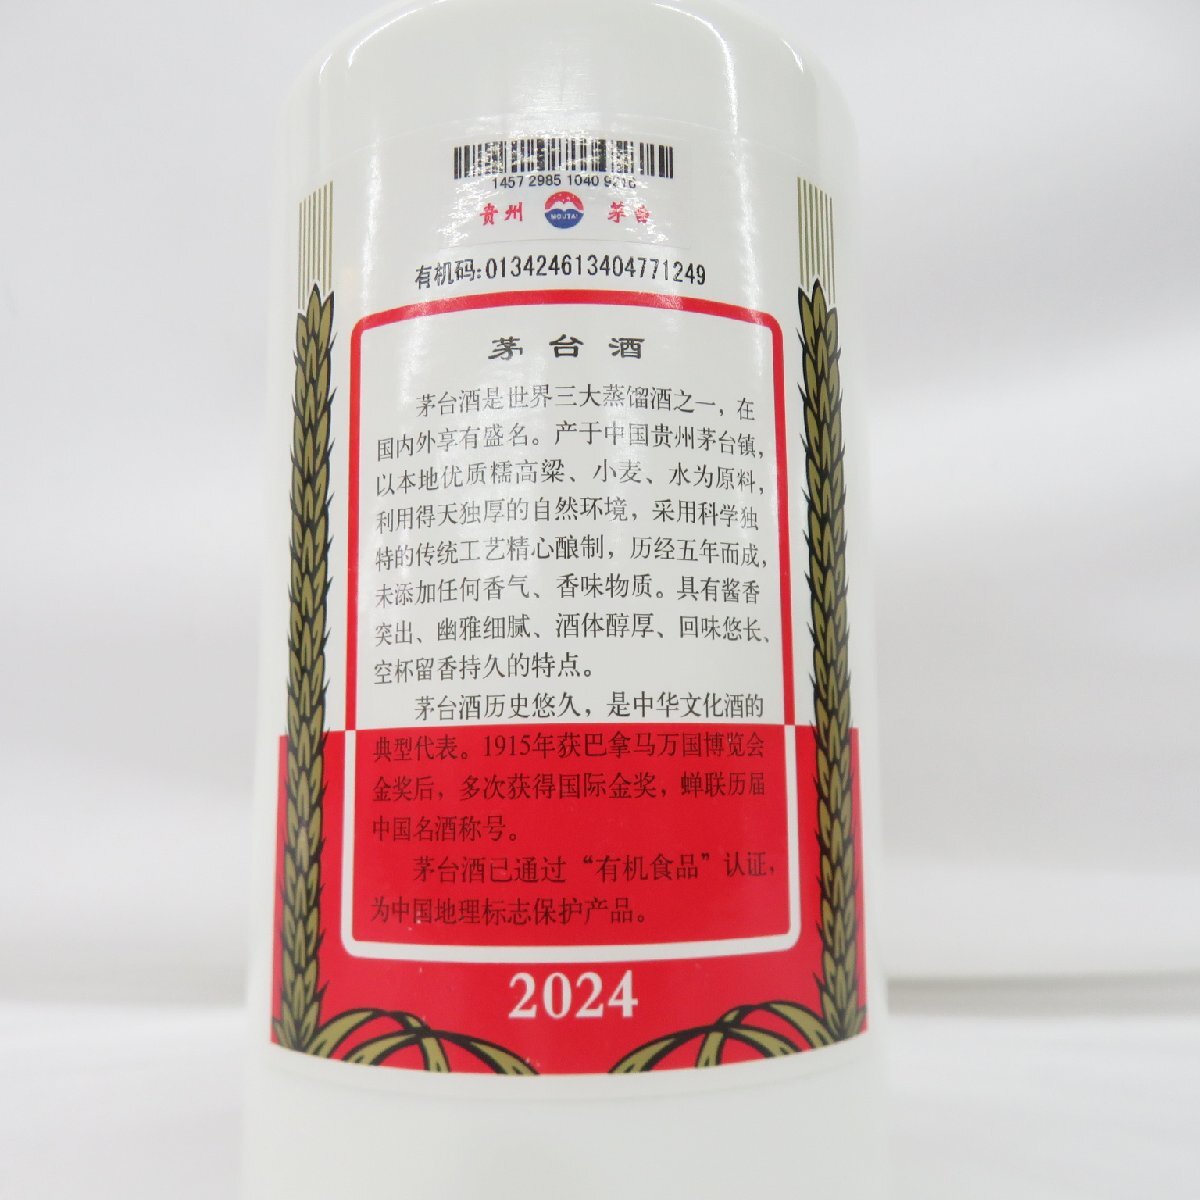 1457 2985 1040 9216
贵州 MOUTAI 茅台
有机码:013424613404771249
茅台酒
茅台酒是世界三大蒸馏酒之一，在
国内外享有盛名。产于中国贵州茅台镇，
以本地优质糯高粱、小麦、水为原料，
利用得天独厚的自然环境，采用科学独
特的传统工艺精心酿制，历经五年而成，
未添加任何香气、香味物质。具有酱香
突出、幽雅细腻、酒体醇厚、回味悠长、
空杯留香持久的特点。
茅台酒历史悠久，是中华文化酒的
典型代表。1915年获巴拿马万国博览会
金奖后，多次获得国际金奖，蝉联历届
中国名酒称号。
茅台酒已通过“有机食品”认证，
为中国地理标志保护产品。
2024